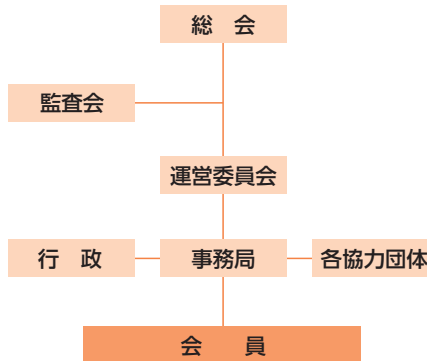 総　会
監査会
運営委員会
行　政
事務局
各協力団体
会　　員